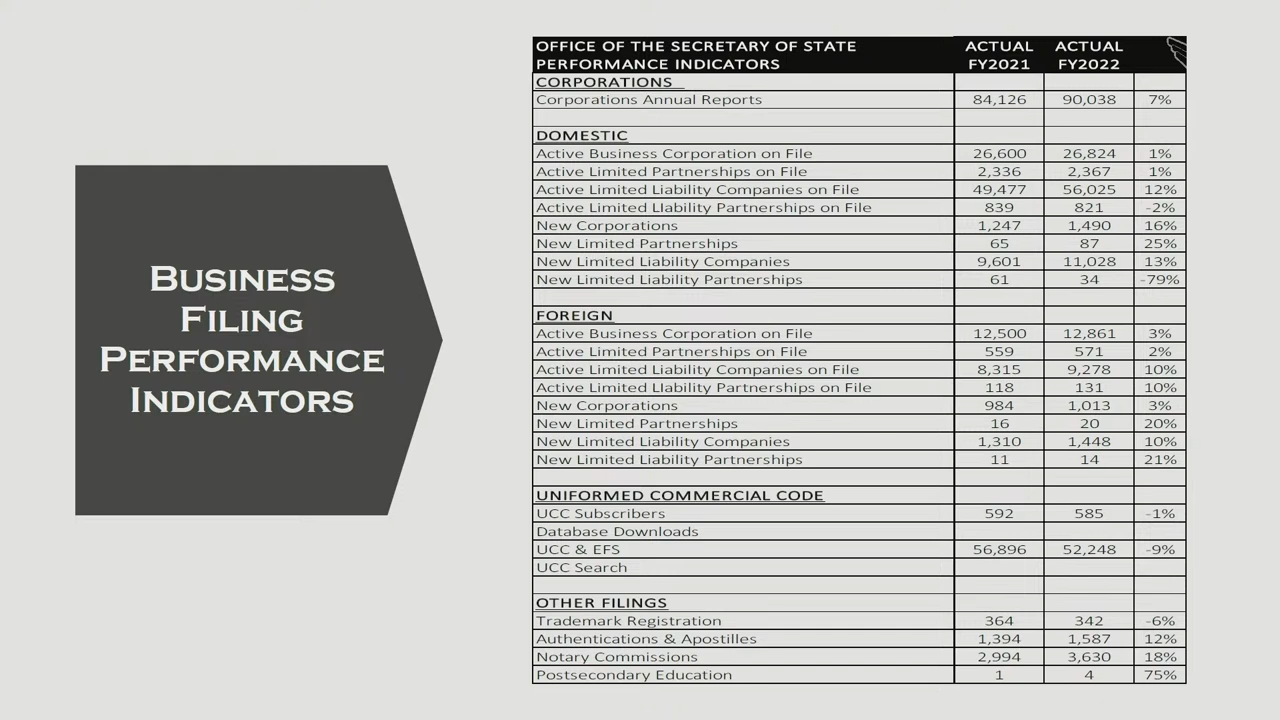 BUSINESS
FILING
PERFORMANCE
INDICATORS
OFFICE OF THE SECRETARY OF STATE ACTUAL ACTUAL
PERFORMANCE INDICATORS FY2021 FY2022
CORPORATIONS
Corporations Annual Reports 84,126 90,038 7%
DOMESTIC
Active Business Corporation on File 26,600 26,824 1%
Active Limited Partnerships on File 2,336 2,367 1%
Active Limited Liability Companies on File 49,477 56,025 12%
Active Limited LIability Partnerships on File 839 821 -2%
New Corporations 1,247 1,490 16%
New Limited Partnerships 65 87 25%
New Limited Liability Companies 9,601 11,028 13%
New Limited Liability Partnerships 61 34 -79%
FOREIGN
Active Business Corporation on File 12,500 12,861 3%
Active Limited Partnerships on File 559 571 2%
Active Limited LIability Companies on File 8,315 9,278 10%
Active Limited LIability Partnerships on File 118 131 10%
New Corporations 984 1,013 3%
New Limited Partnerships 16 20 20%
New Limited Liability Companies 1,310 1,448 10%
New Limited Liability Partnerships 11 14 21%
UNIFORMED COMMERCIAL CODE
UCC Subscribers 592 585 -1%
Database Downloads
UCC & EFS 56,896 52,248 -9%
UCC Search
OTHER FILINGS
Trademark Registration 364 342 -6%
Authentications & Apostilles 1,394 1,587 12%
Notary Commissions 2,994 3,630 18%
Postsecondary Education 1 4 75%